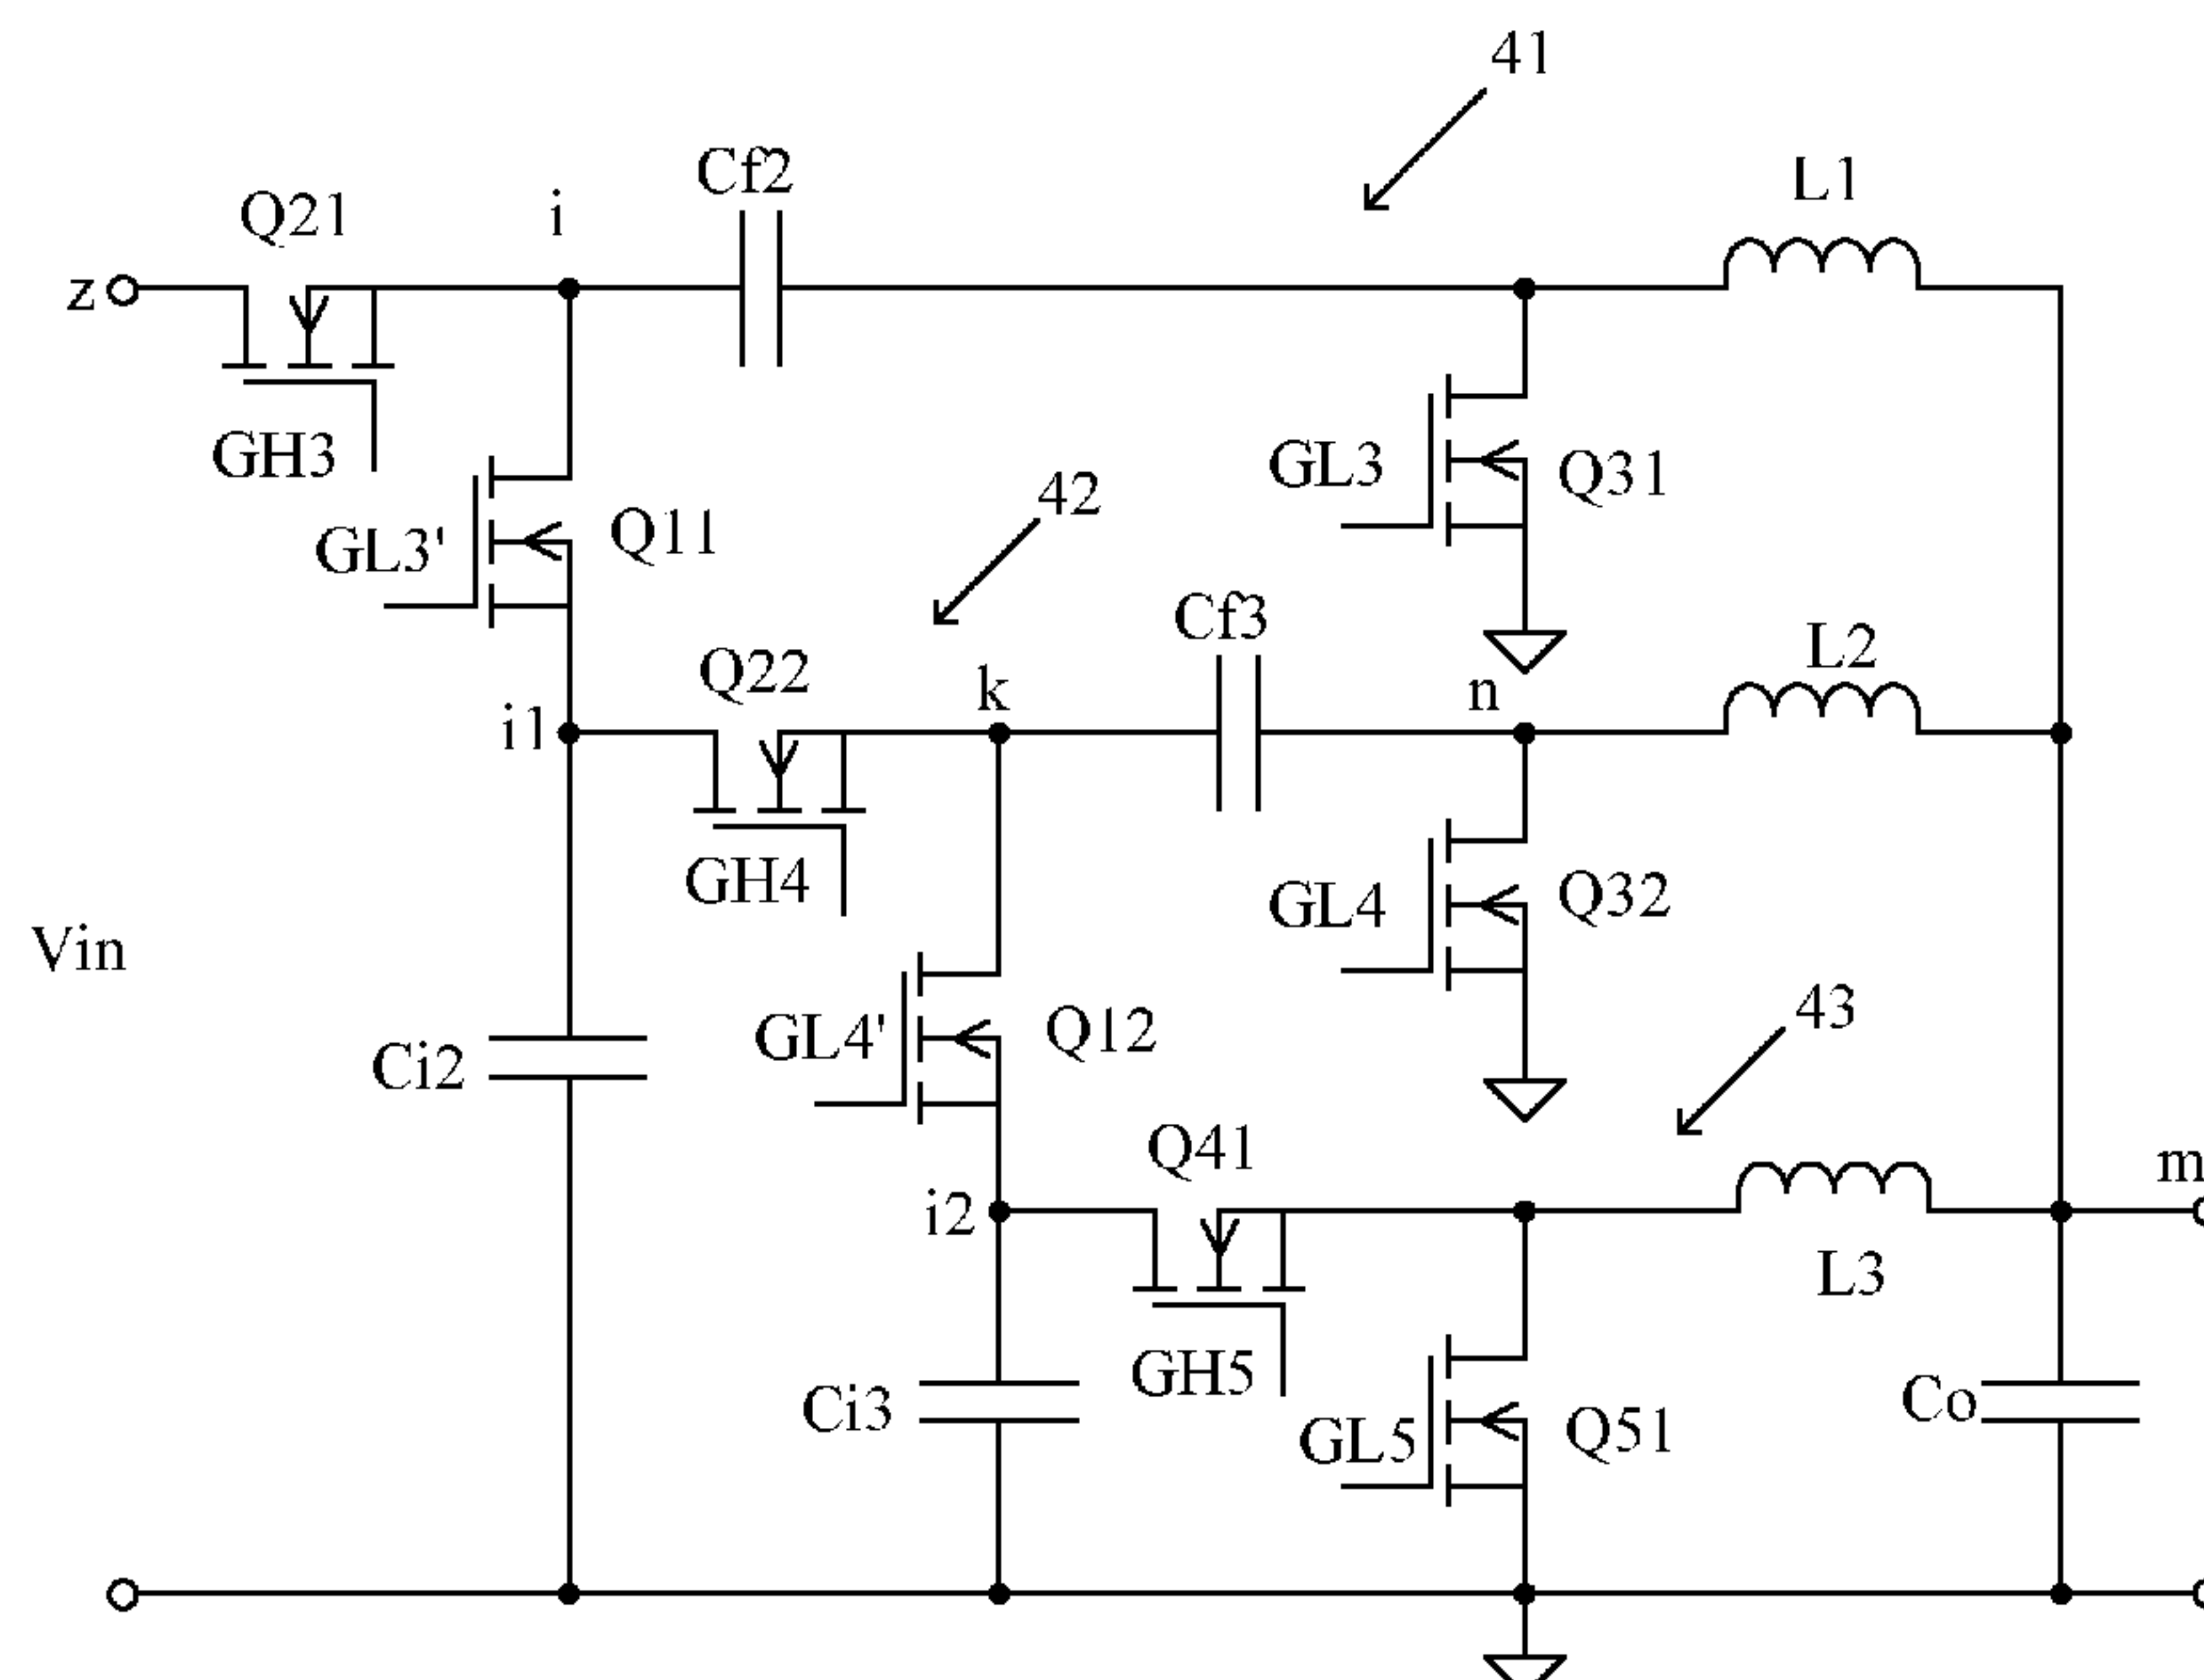 41
L1
Cf2
Q21
i
z
GH3
GL3
Q31
42
GL3'
Q11
Cf3
L2
Q22
k
n
i1
GH4
GL4
Q32
Vin
43
GL4'
Q12
Ci2
Q41
m
i2
L3
GH5
Ci3
Co
GL5
Q51